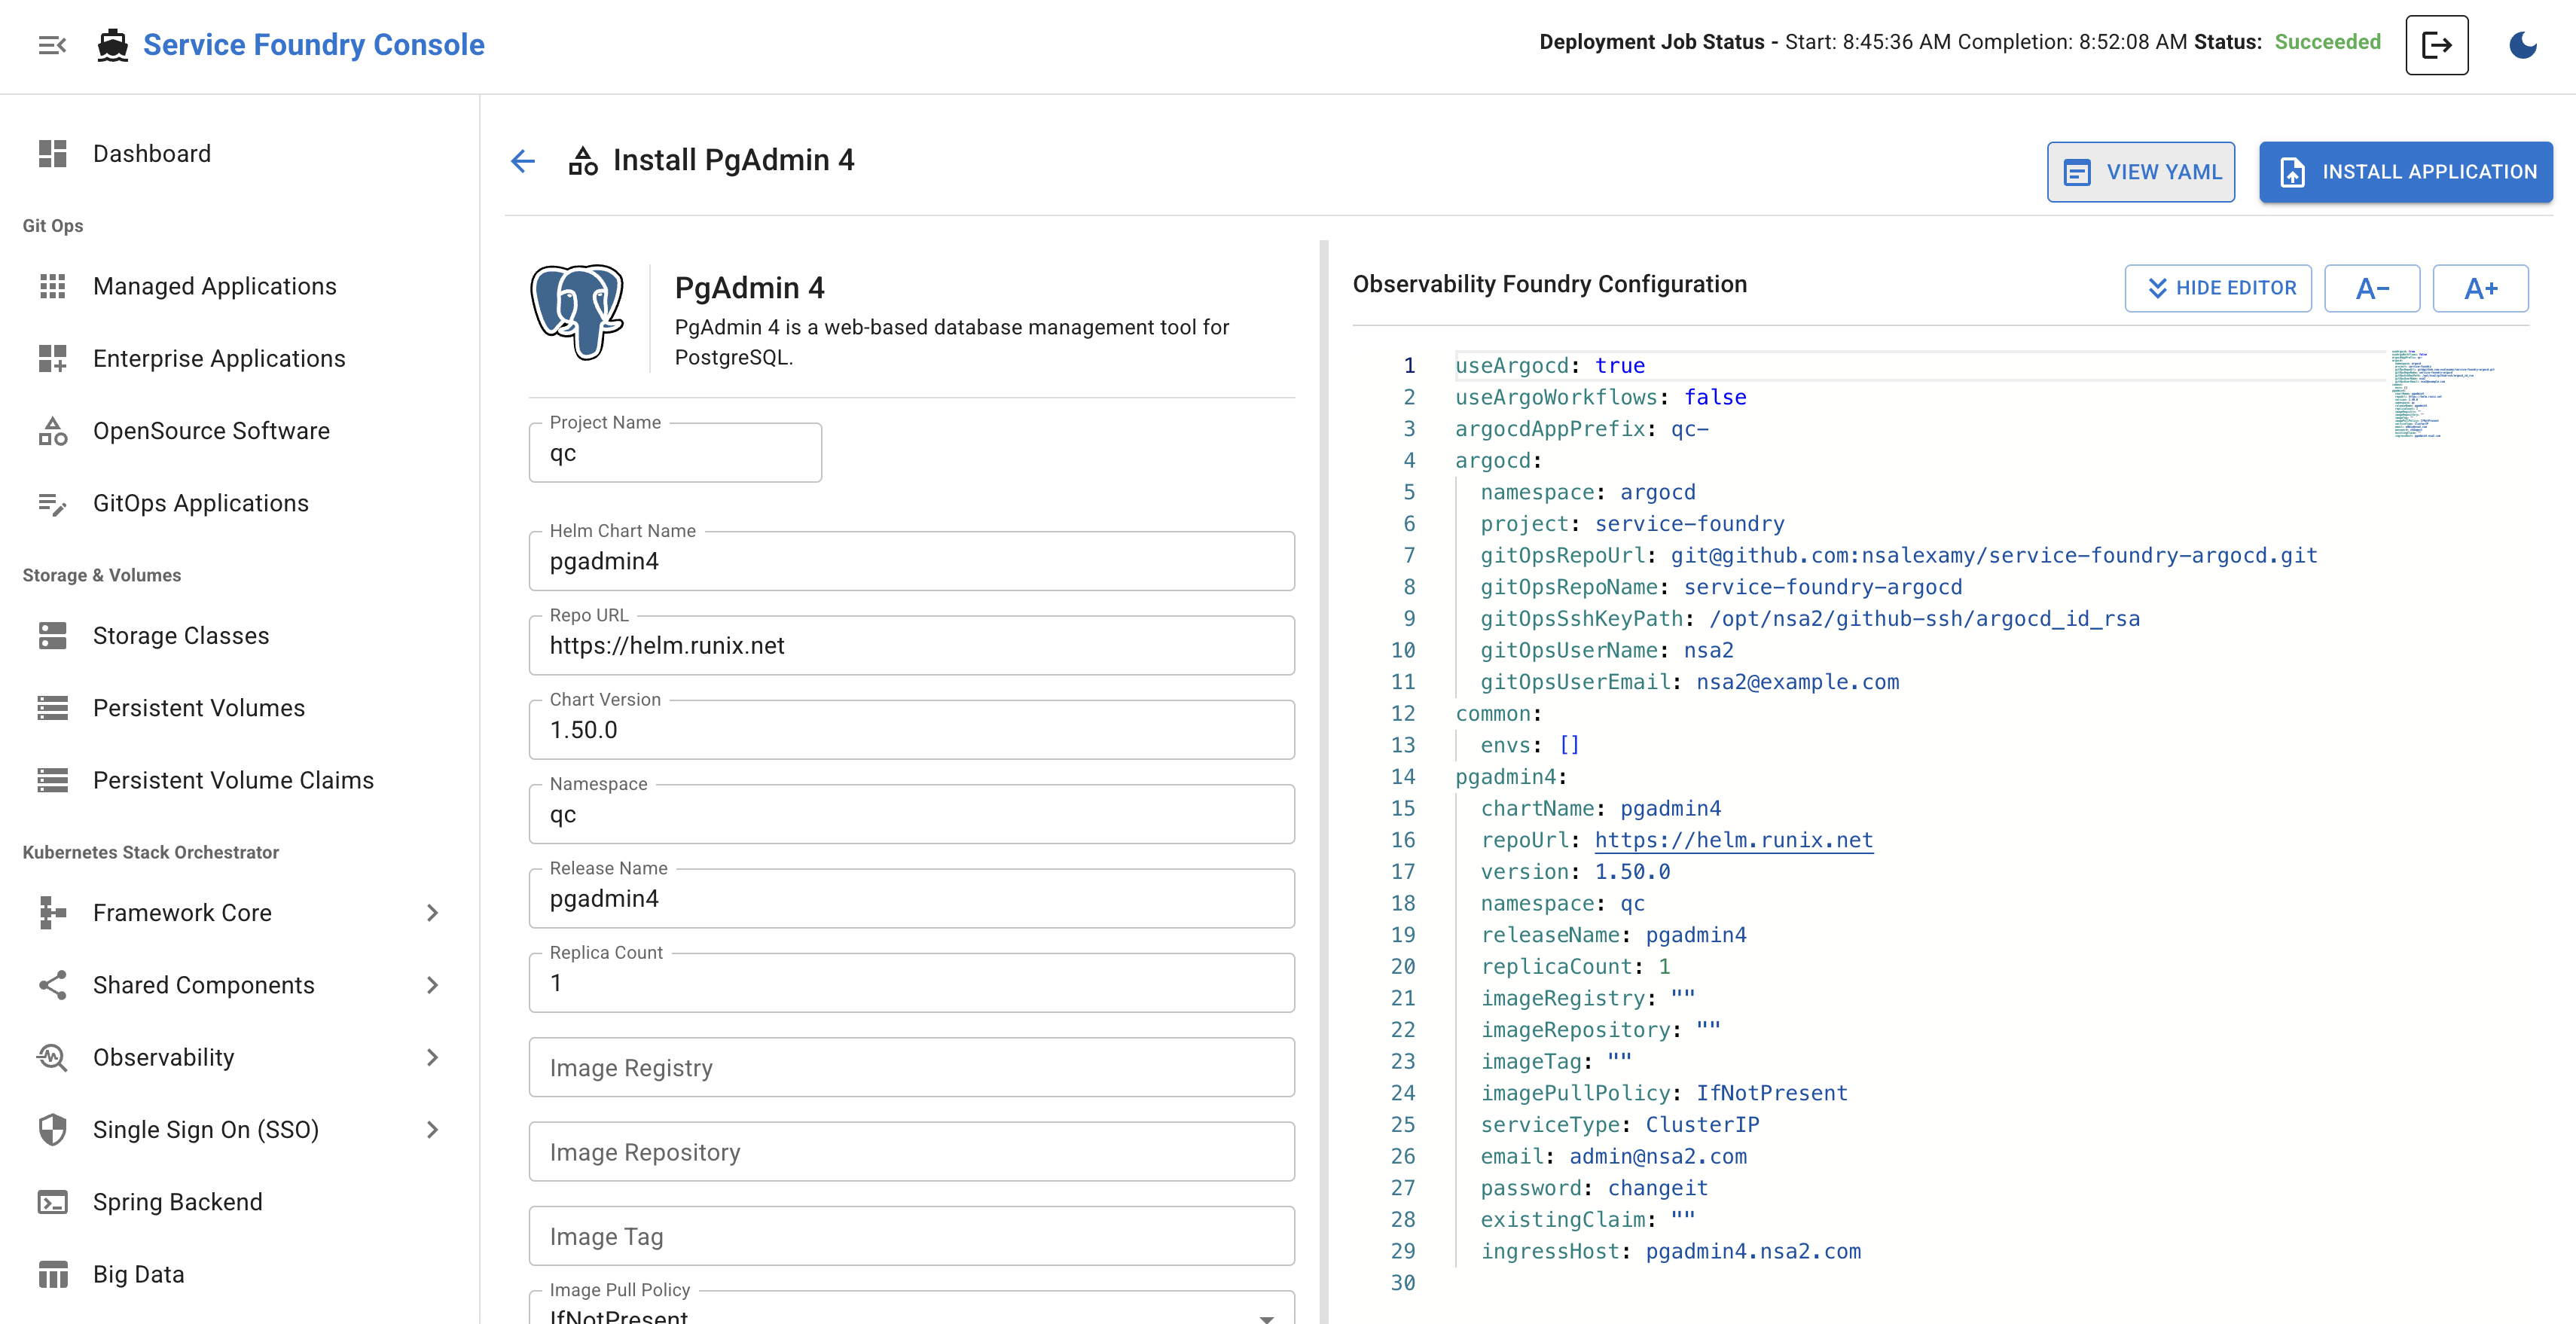 Service Foundry Console
Deployment Job Status - Start: 8:45:36 AM Completion: 8:52:08 AM Status: Succeeded
Dashboard
Git Ops
Managed Applications
Enterprise Applications
OpenSource Software
GitOps Applications
Storage & Volumes
Storage Classes
Persistent Volumes
Persistent Volume Claims
Kubernetes Stack Orchestrator
Framework Core
Shared Components
Observability
Single Sign On (SSO)
Spring Backend
Big Data
Install PgAdmin 4
VIEW YAML
INSTALL APPLICATION
PgAdmin 4
PgAdmin 4 is a web-based database management tool for
PostgreSQL.
Project Name
qc
Helm Chart Name
pgadmin4
Repo URL
https://helm.runix.net
Chart Version
1.50.0
Namespace
qc
Release Name
pgadmin4
Replica Count
1
Image Registry
Image Repository
Image Tag
Image Pull Policy
IfNotPresent
Observability Foundry Configuration
HIDE EDITOR
A-
A+
1 useArgocd: true
2 useArgoWorkflows: false
3 argocdAppPrefix: qc-
4 argocd:
5 namespace: argocd
6 project: service-foundry
7 gitOpsRepoUrl: git@github.com:nsalexamy/service-foundry-argocd.git
8 gitOpsRepoName: service-foundry-argocd
9 gitOpsSshKeyPath: /opt/nsa2/github-ssh/argocd_id_rsa
10 gitOpsUserName: nsa2
11 gitOpsUserEmail: nsa2@example.com
12 common:
13 envs: []
14 pgadmin4:
15 chartName: pgadmin4
16 repoUrl: https://helm.runix.net
17 version: 1.50.0
18 namespace: qc
19 releaseName: pgadmin4
20 replicaCount: 1
21 imageRegistry: ""
22 imageRepository: ""
23 imageTag: ""
24 imagePullPolicy: IfNotPresent
25 serviceType: ClusterIP
26 email: admin@nsa2.com
27 password: changeit
28 existingClaim: ""
29 ingressHost: pgadmin4.nsa2.com
30